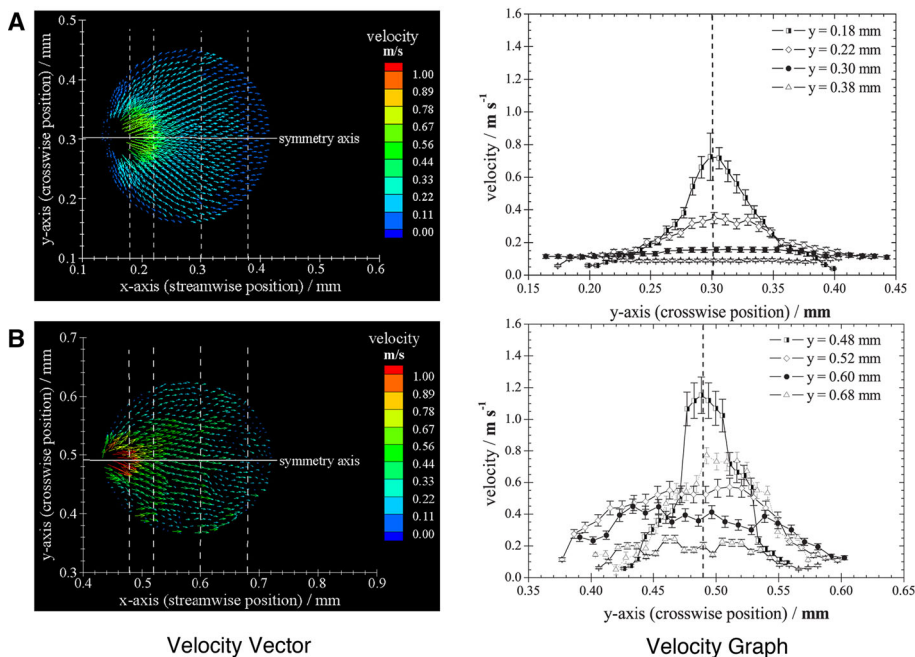 A
velocity
m/s
1.00
0.89
0.78
0.67
0.56
0.44
0.33
0.22
0.11
0.00
symmetry axis
y-axis (crosswise position) / mm
0.5
0.4
0.3
0.2
0.1
0.1 0.2 0.3 0.4 0.5 0.6
x-axis (streamwise position) / mm
velocity / m s⁻¹
1.6
1.4
1.2
1.0
0.8
0.6
0.4
0.2
0.0
y = 0.18 mm
y = 0.22 mm
y = 0.30 mm
y = 0.38 mm
0.15 0.20 0.25 0.30 0.35 0.40 0.45
y-axis (crosswise position) / mm
B
velocity
m/s
1.00
0.89
0.78
0.67
0.56
0.44
0.33
0.22
0.11
0.00
symmetry axis
y-axis (crosswise position) / mm
0.7
0.6
0.5
0.4
0.3
0.4 0.5 0.6 0.7 0.8 0.9
x-axis (streamwise position) / mm
velocity / m s⁻¹
1.6
1.4
1.2
1.0
0.8
0.6
0.4
0.2
0.0
y = 0.48 mm
y = 0.52 mm
y = 0.60 mm
y = 0.68 mm
0.35 0.40 0.45 0.50 0.55 0.60 0.65
y-axis (crosswise position) / mm
Velocity Vector
Velocity Graph